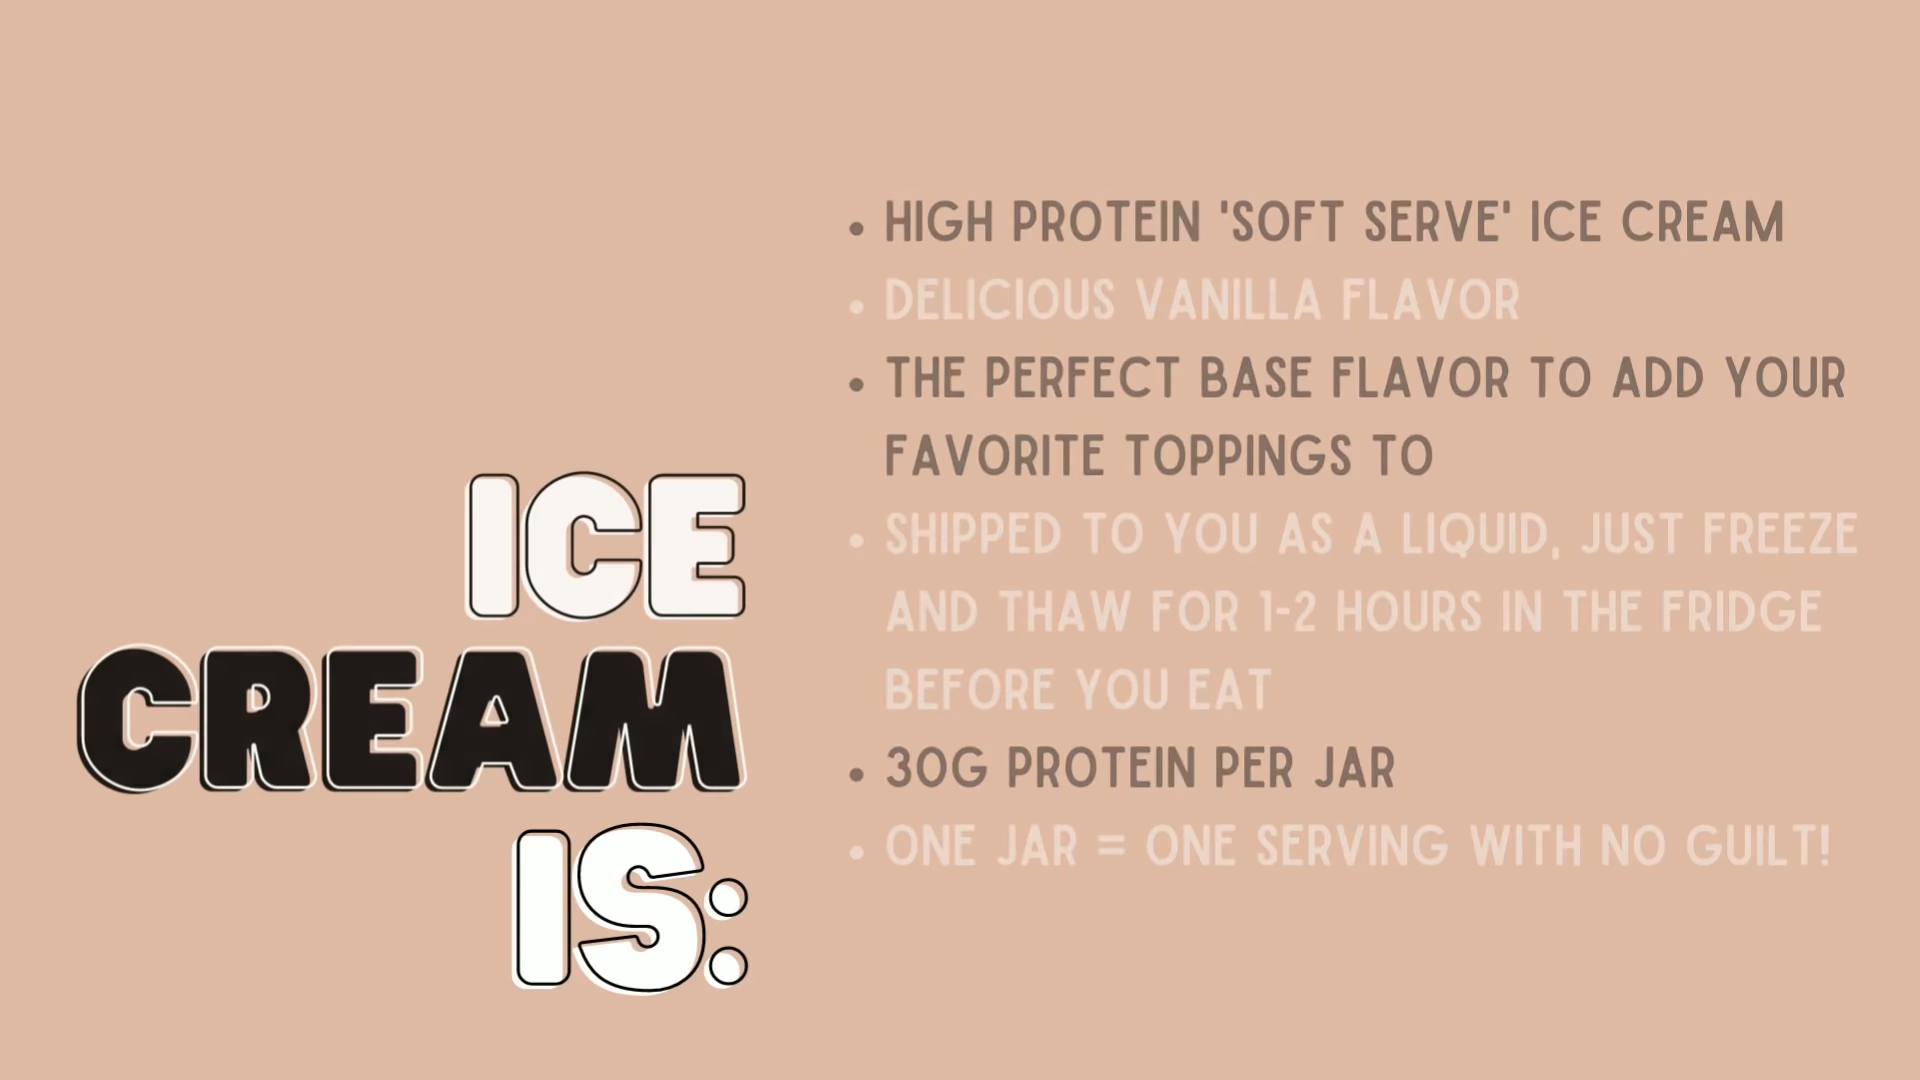 ICE
CREAM
IS:
• HIGH PROTEIN 'SOFT SERVE' ICE CREAM
• DELICIOUS VANILLA FLAVOR
• THE PERFECT BASE FLAVOR TO ADD YOUR
FAVORITE TOPPINGS TO
• SHIPPED TO YOU AS A LIQUID, JUST FREEZE
AND THAW FOR 1-2 HOURS IN THE FRIDGE
BEFORE YOU EAT
• 30G PROTEIN PER JAR
• ONE JAR = ONE SERVING WITH NO GUILT!